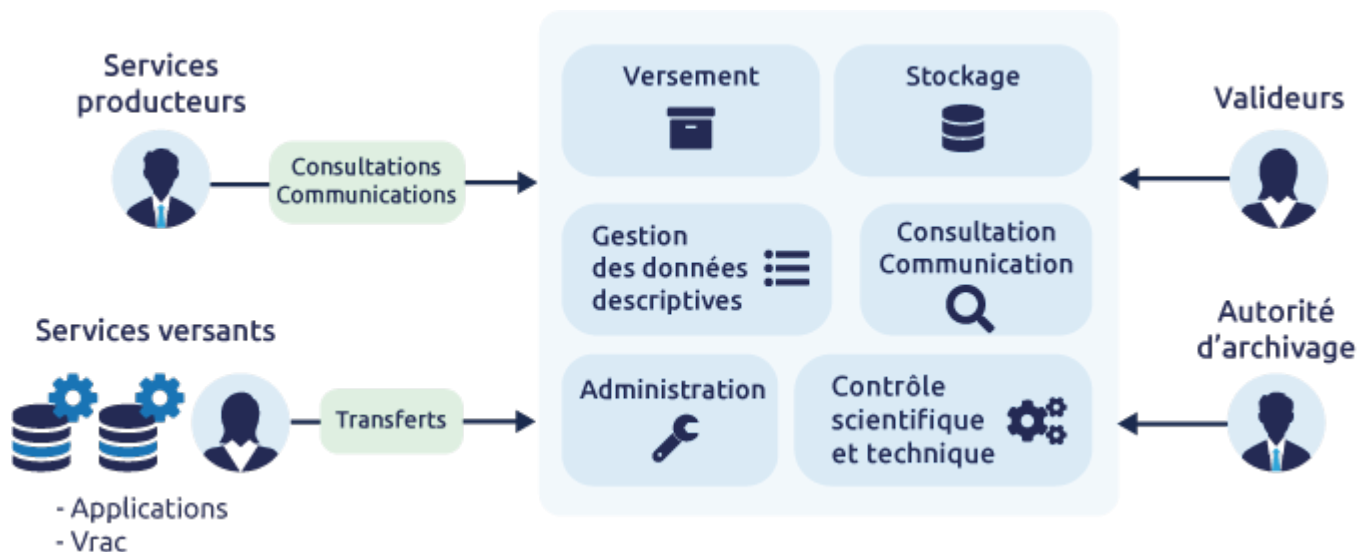 Services
producteurs
Consultations
Communications
Services versants
Transferts
- Applications
- Vrac
Versement
Stockage
Gestion
des données
descriptives
Consultation
Communication
Administration
Contrôle
scientifique
et technique
Valideurs
Autorité
d'archivage